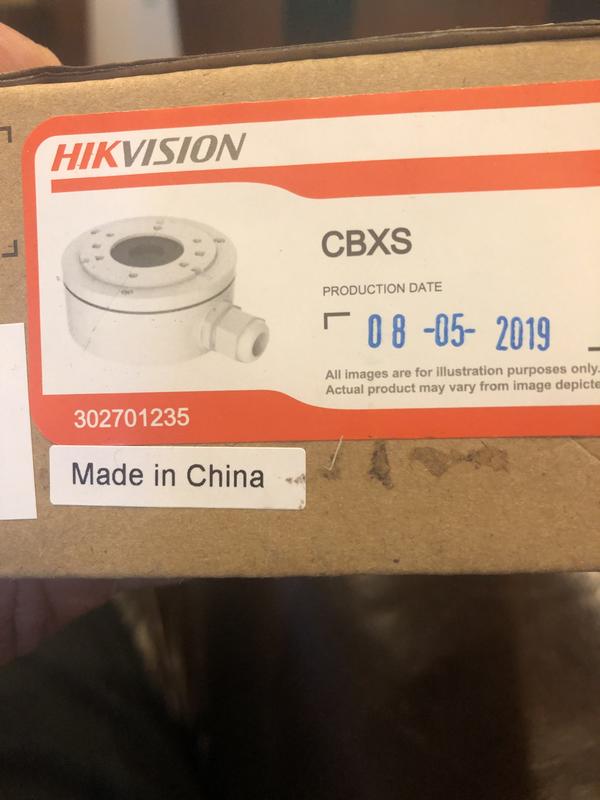 HIKVISION
CBXS
PRODUCTION DATE
08 -05- 2019
All images are for illustration purposes only.
Actual product may vary from image depicte
302701235
Made in China